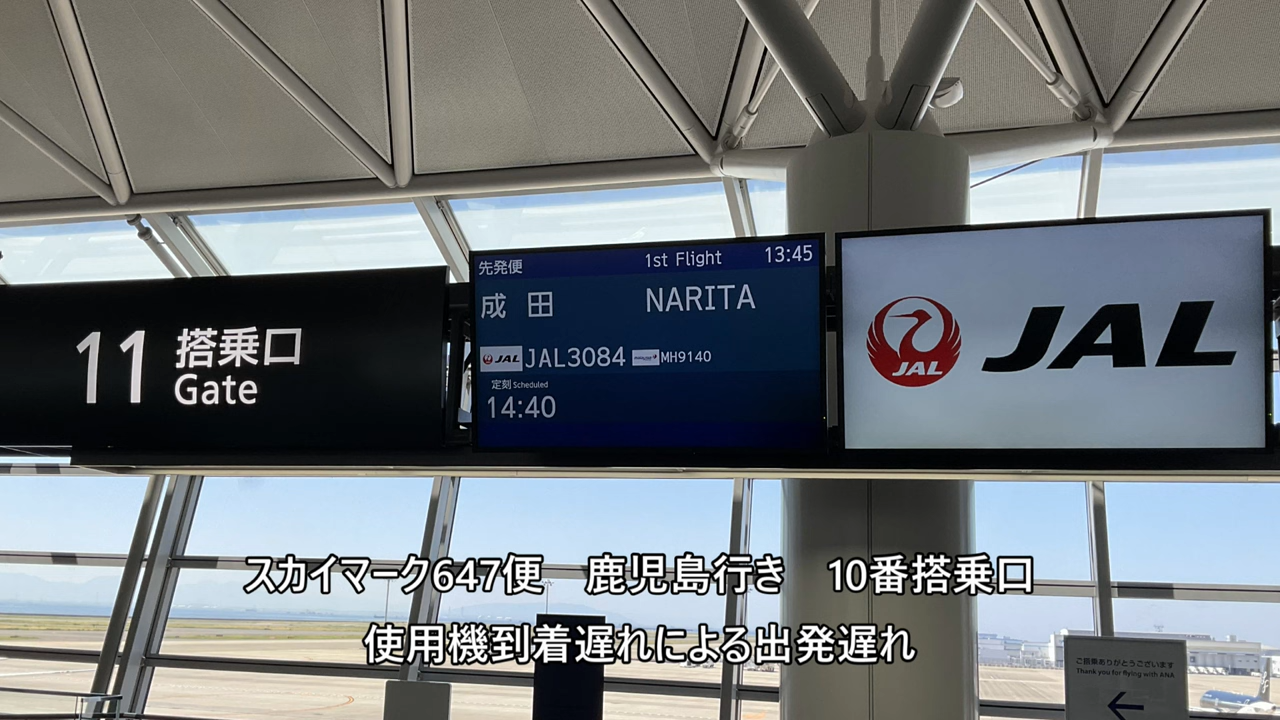 先発便 1st Flight 13:45
成田 NARITA
11 搭乗口
Gate
JAL JAL3084 MH9140
定刻 Scheduled
14:40
JAL JAL
スカイマーク647便 鹿児島行き 10番搭乗口
使用機到着遅れによる出発遅れ
ご搭乗ありがとうございます
Thank you for flying with ANA